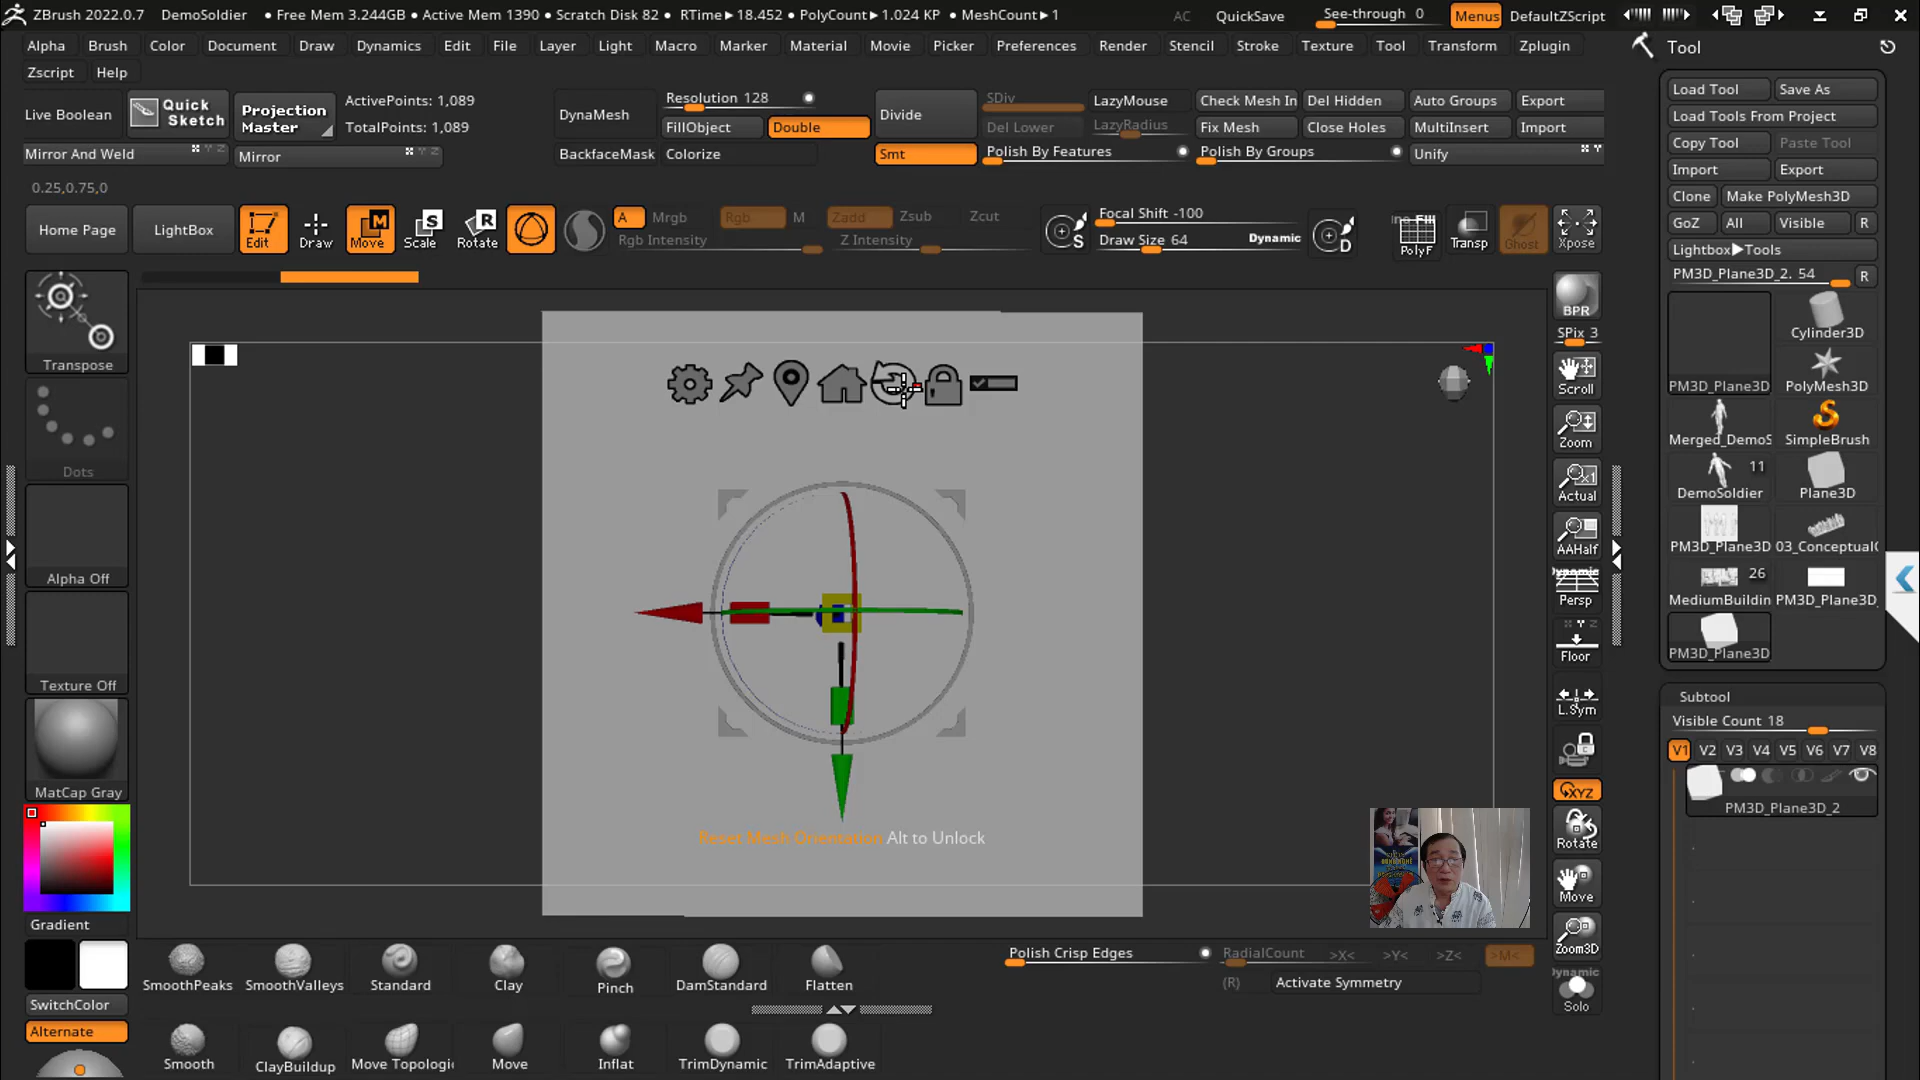 ZBrush 2022.0.7 DemoSoldier • Free Mem 3.244GB • Active Mem 1390 • Scratch Disk 82 • RTime►18.452 • PolyCount►1.024 KP • MeshCount►1 AC QuickSave See-through 0 Menus DefaultZScript
Alpha Brush Color Document Draw Dynamics Edit File Layer Light Macro Marker Material Movie Picker Preferences Render Stencil Stroke Texture Tool Transform Zplugin
Zscript Help
Live Boolean
Quick Sketch
Projection Master
ActivePoints: 1,089
TotalPoints: 1,089
Mirror And Weld
Mirror
DynaMesh
Resolution 128
FillObject Double
BackfaceMask Colorize
Divide
Smt
SDiv
Del Lower
LazyMouse
LazyRadius
Check Mesh In Del Hidden Auto Groups Export
Fix Mesh Close Holes MultiInsert Import
Polish By Features Polish By Groups Unify
0.25,0.75,0
Home Page LightBox Edit Draw Move Scale Rotate
A Mrgb Rgb M Zadd Zsub Zcut
Rgb Intensity Z Intensity
S
Focal Shift -100
Draw Size 64 Dynamic
D
PolyF
Transp
Ghost
Xpose
Transpose
Dots
Alpha Off
Texture Off
MatCap Gray
Gradient
SwitchColor
Alternate
Reset Mesh Orientation Alt to Unlock
BPR
SPix 3
Scroll
Zoom
Actual
AAHalf
Dynamic
Persp
Floor
L.Sym
XYZ
Rotate
Move
Zoom3D
Dynamic
Solo
SmoothPeaks SmoothValleys Standard Clay Pinch DamStandard Flatten
Smooth ClayBuildup Move Topologi Move Inflat TrimDynamic TrimAdaptive
Polish Crisp Edges RadialCount >X< >Y< >Z< >M<
(R) Activate Symmetry
Tool
Load Tool Save As
Load Tools From Project
Copy Tool Paste Tool
Import Export
Clone Make PolyMesh3D
GoZ All Visible R
Lightbox►Tools
PM3D_Plane3D_2. 54 R
PM3D_Plane3D
Cylinder3D
PolyMesh3D
Merged_DemoS SimpleBrush
11
DemoSoldier Plane3D
PM3D_Plane3D 03_Conceptual
26
MediumBuildin PM3D_Plane3D_
PM3D_Plane3D
Subtool
Visible Count 18
V1 V2 V3 V4 V5 V6 V7 V8
PM3D_Plane3D_2